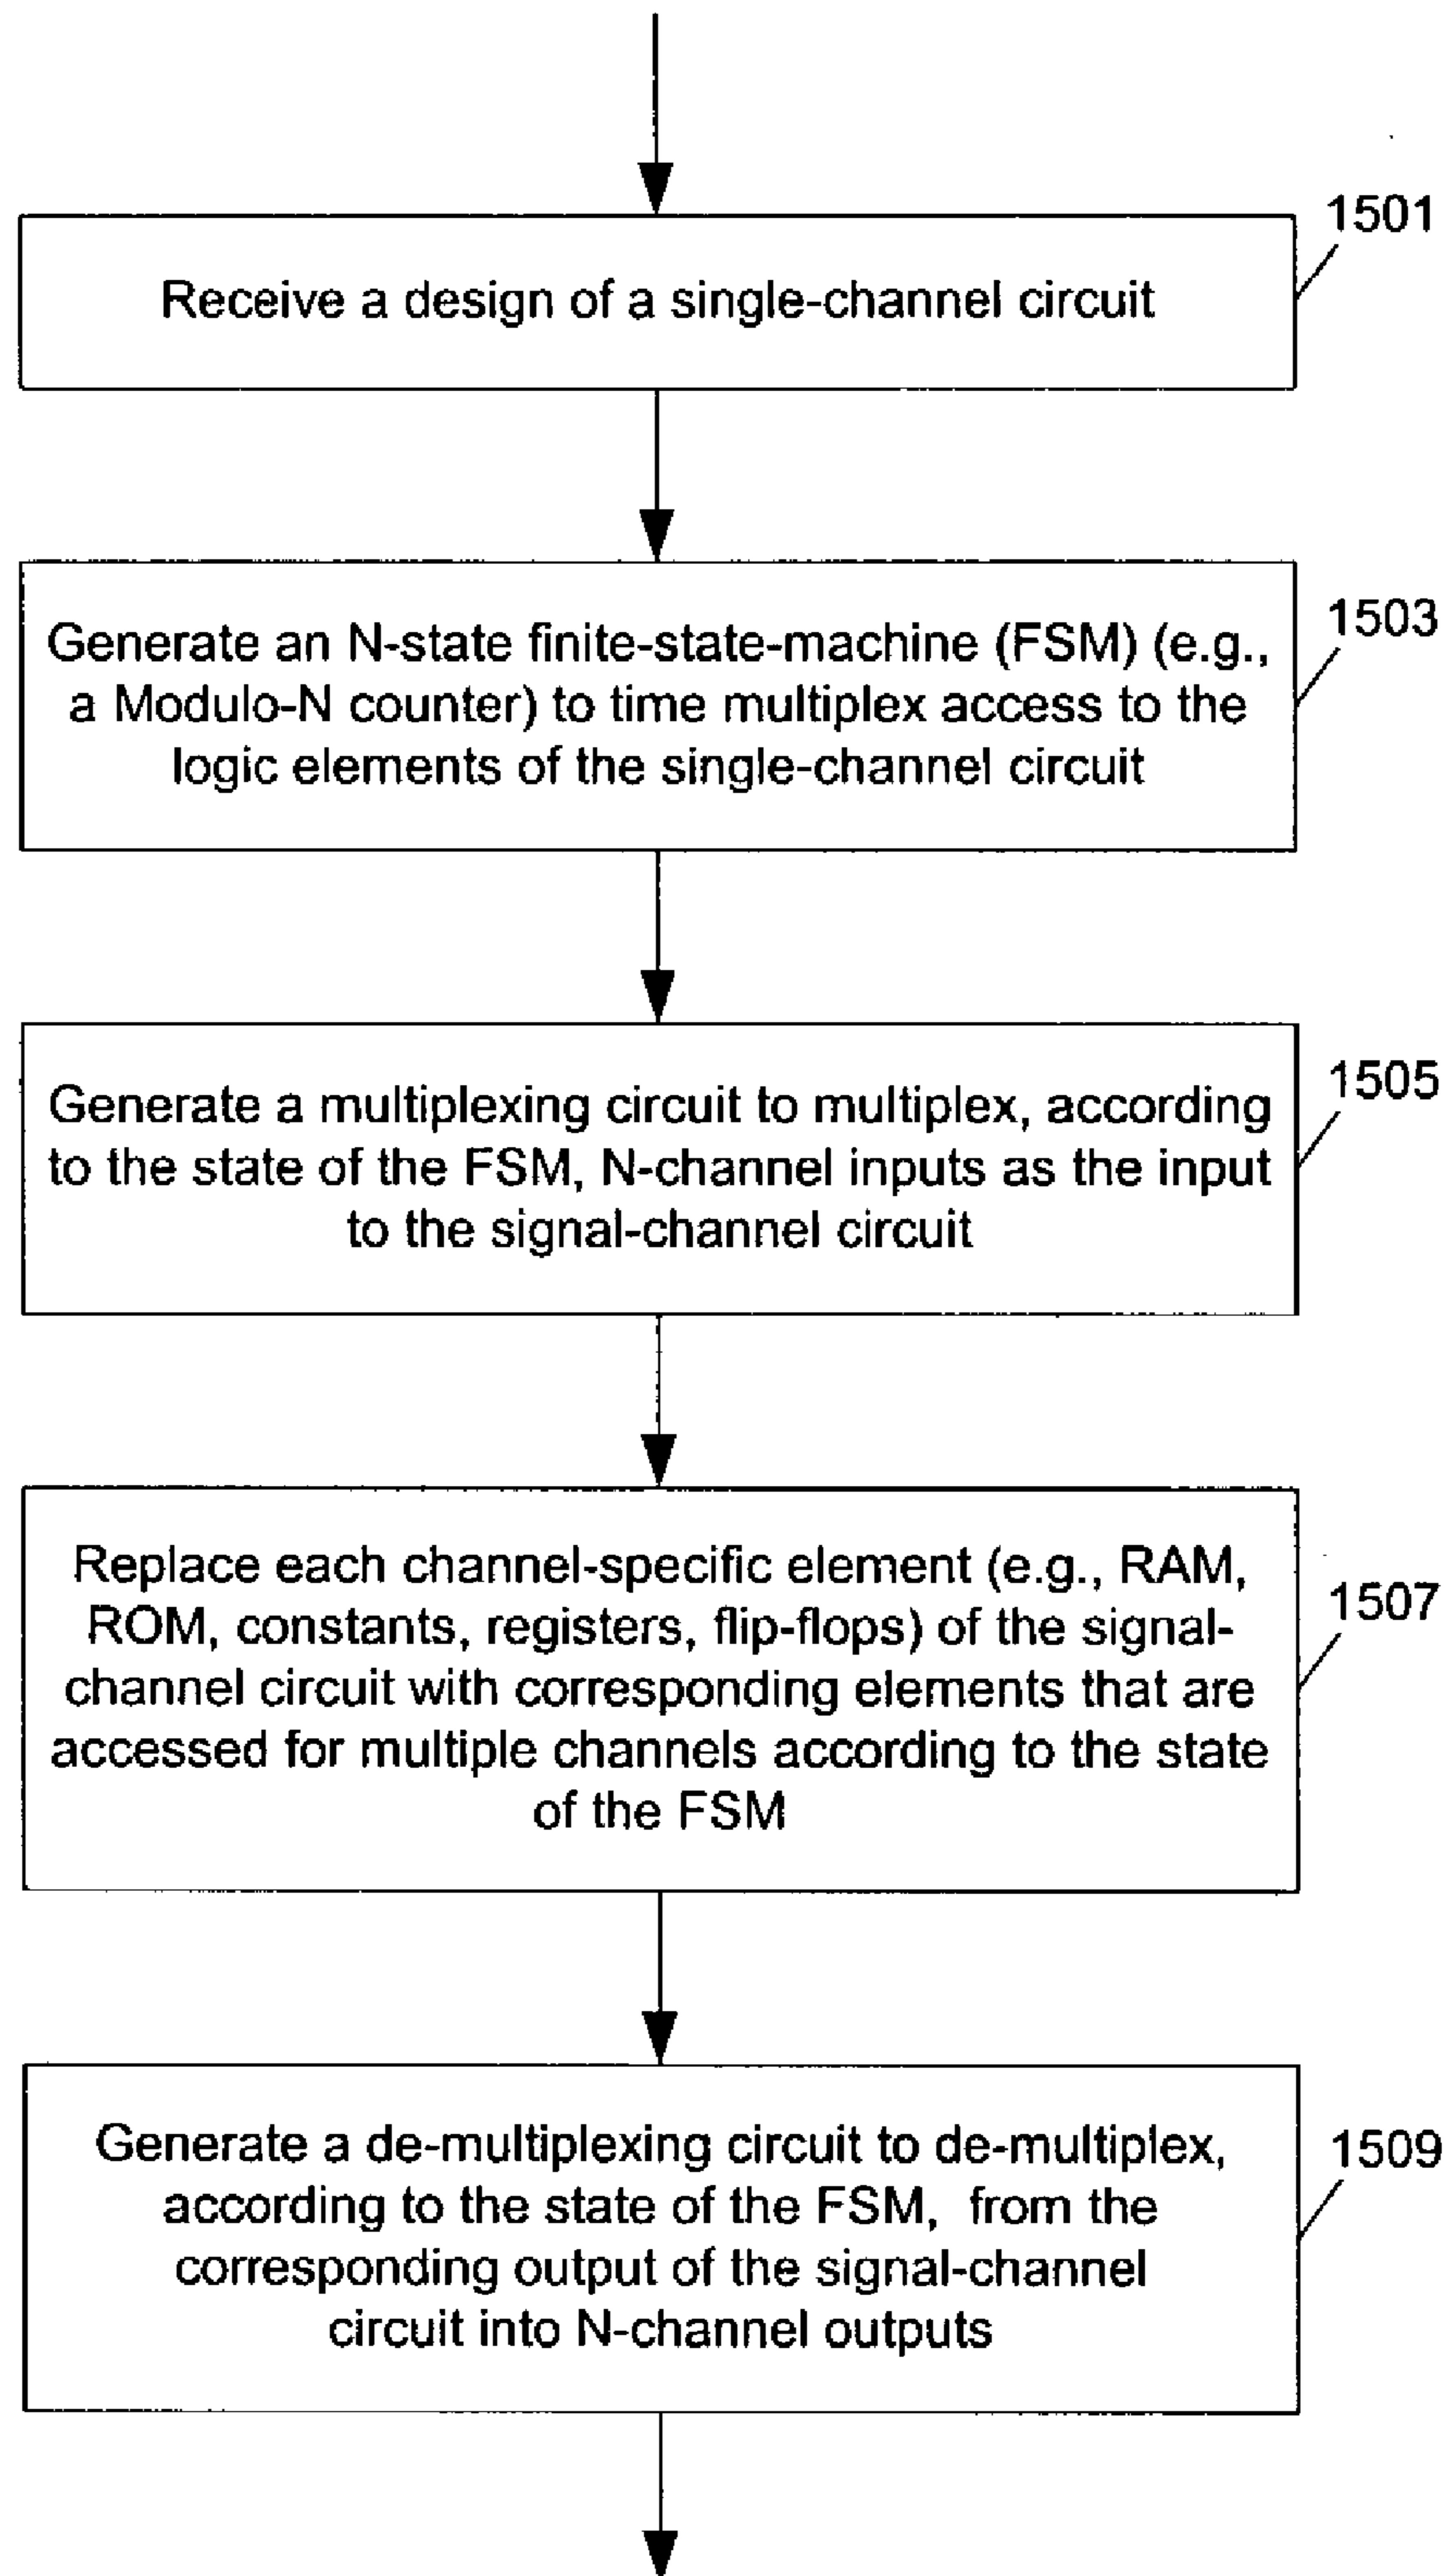 1501
Receive a design of a single-channel circuit
1503
Generate an N-state finite-state-machine (FSM) (e.g.,
a Modulo-N counter) to time multiplex access to the
logic elements of the single-channel circuit
1505
Generate a multiplexing circuit to multiplex, according
to the state of the FSM, N-channel inputs as the input
to the signal-channel circuit
1507
Replace each channel-specific element (e.g., RAM,
ROM, constants, registers, flip-flops) of the signal-
channel circuit with corresponding elements that are
accessed for multiple channels according to the state
of the FSM
1509
Generate a de-multiplexing circuit to de-multiplex,
according to the state of the FSM, from the
corresponding output of the signal-channel
circuit into N-channel outputs